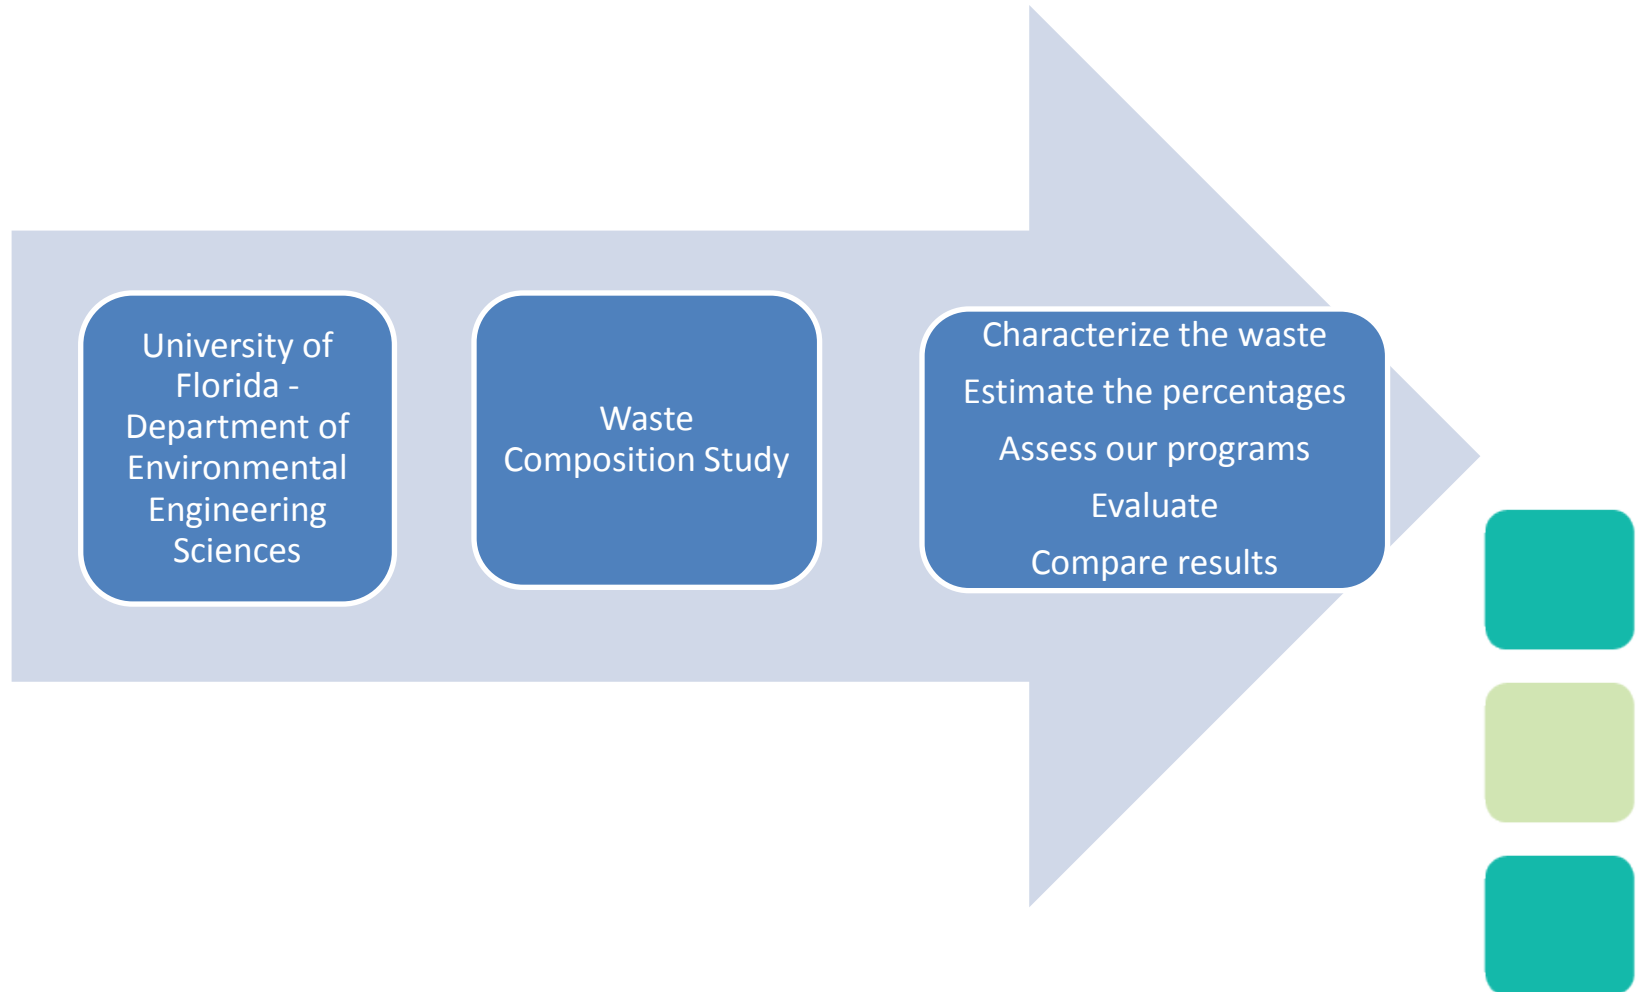 University of
Florida -
Department of
Environmental
Engineering
Sciences
Waste
Composition Study
Characterize the waste
Estimate the percentages
Assess our programs
Evaluate
Compare results